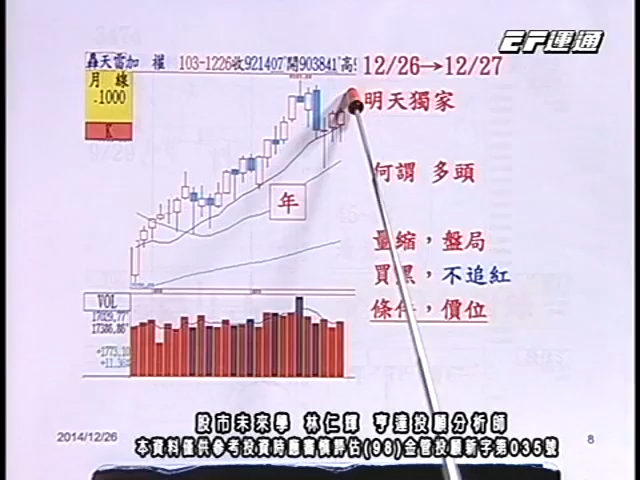 EF運通
轟天雷加 權 103-1226收921407開903841高
12/26→12/27
月線
.1000
K
明天獨家
何謂 多頭
年
量縮，盤局
買黑，不追紅
條件，價位
VOL
+11.36
股市未來學 林仁輝 亨達投顧分析師
2014/12/26
8
本資料僅供參考投資時應審慎評估(98)金管投顧新字第035號